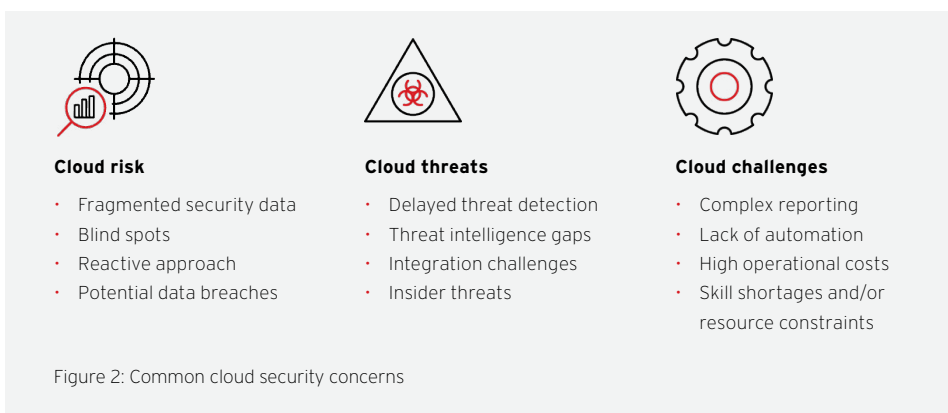 Cloud risk
• Fragmented security data
• Blind spots
• Reactive approach
• Potential data breaches
Cloud threats
• Delayed threat detection
• Threat intelligence gaps
• Integration challenges
• Insider threats
Cloud challenges
• Complex reporting
• Lack of automation
• High operational costs
• Skill shortages and/or
resource constraints
Figure 2: Common cloud security concerns